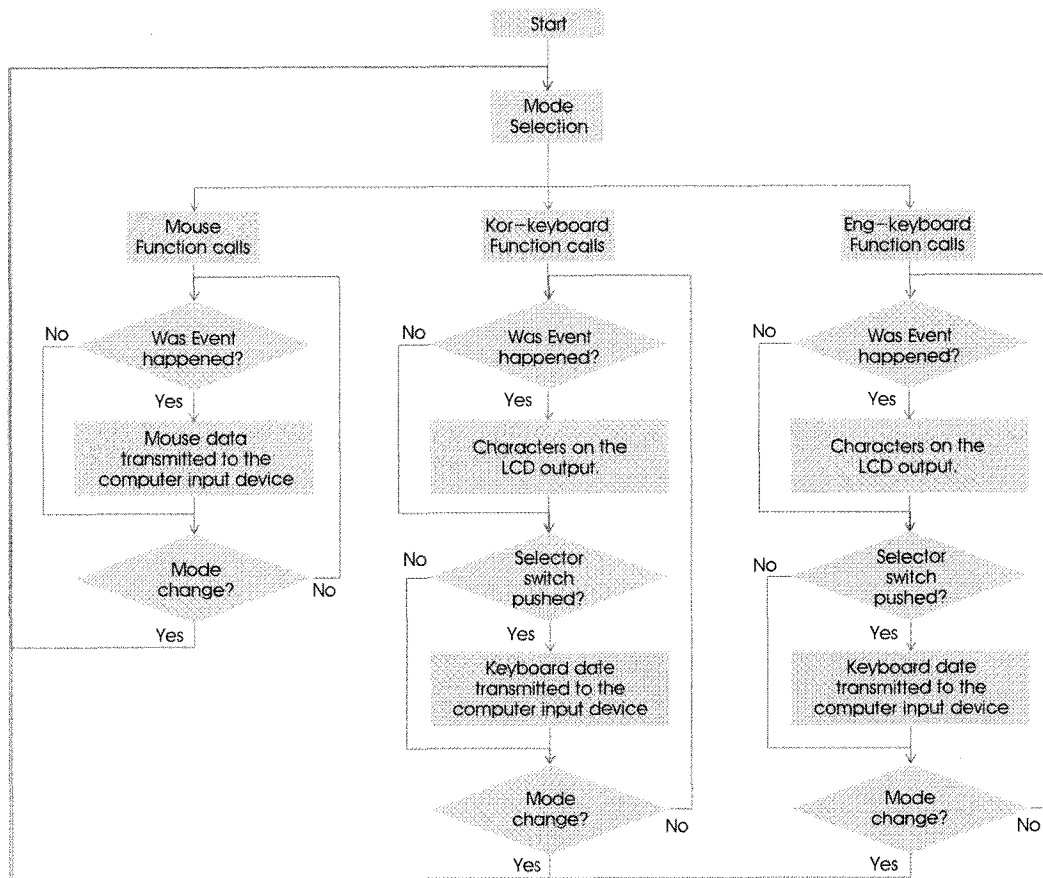 Start
Mode
Selection
Mouse
Function calls
Kor-keyboard
Function calls
Eng-keyboard
Function calls
No
Was Event
happened?
Yes
Mouse data
transmitted to the
computer input device
Mode
change?
No
Yes
No
Was Event
happened?
Yes
Characters on the
LCD output.
No
Selector
switch
pushed?
Yes
Keyboard date
transmitted to the
computer input device
Mode
change?
No
Yes
No
Was Event
happened?
Yes
Characters on the
LCD output.
No
Selector
switch
pushed?
Yes
Keyboard date
transmitted to the
computer input device
Mode
change?
No
Yes